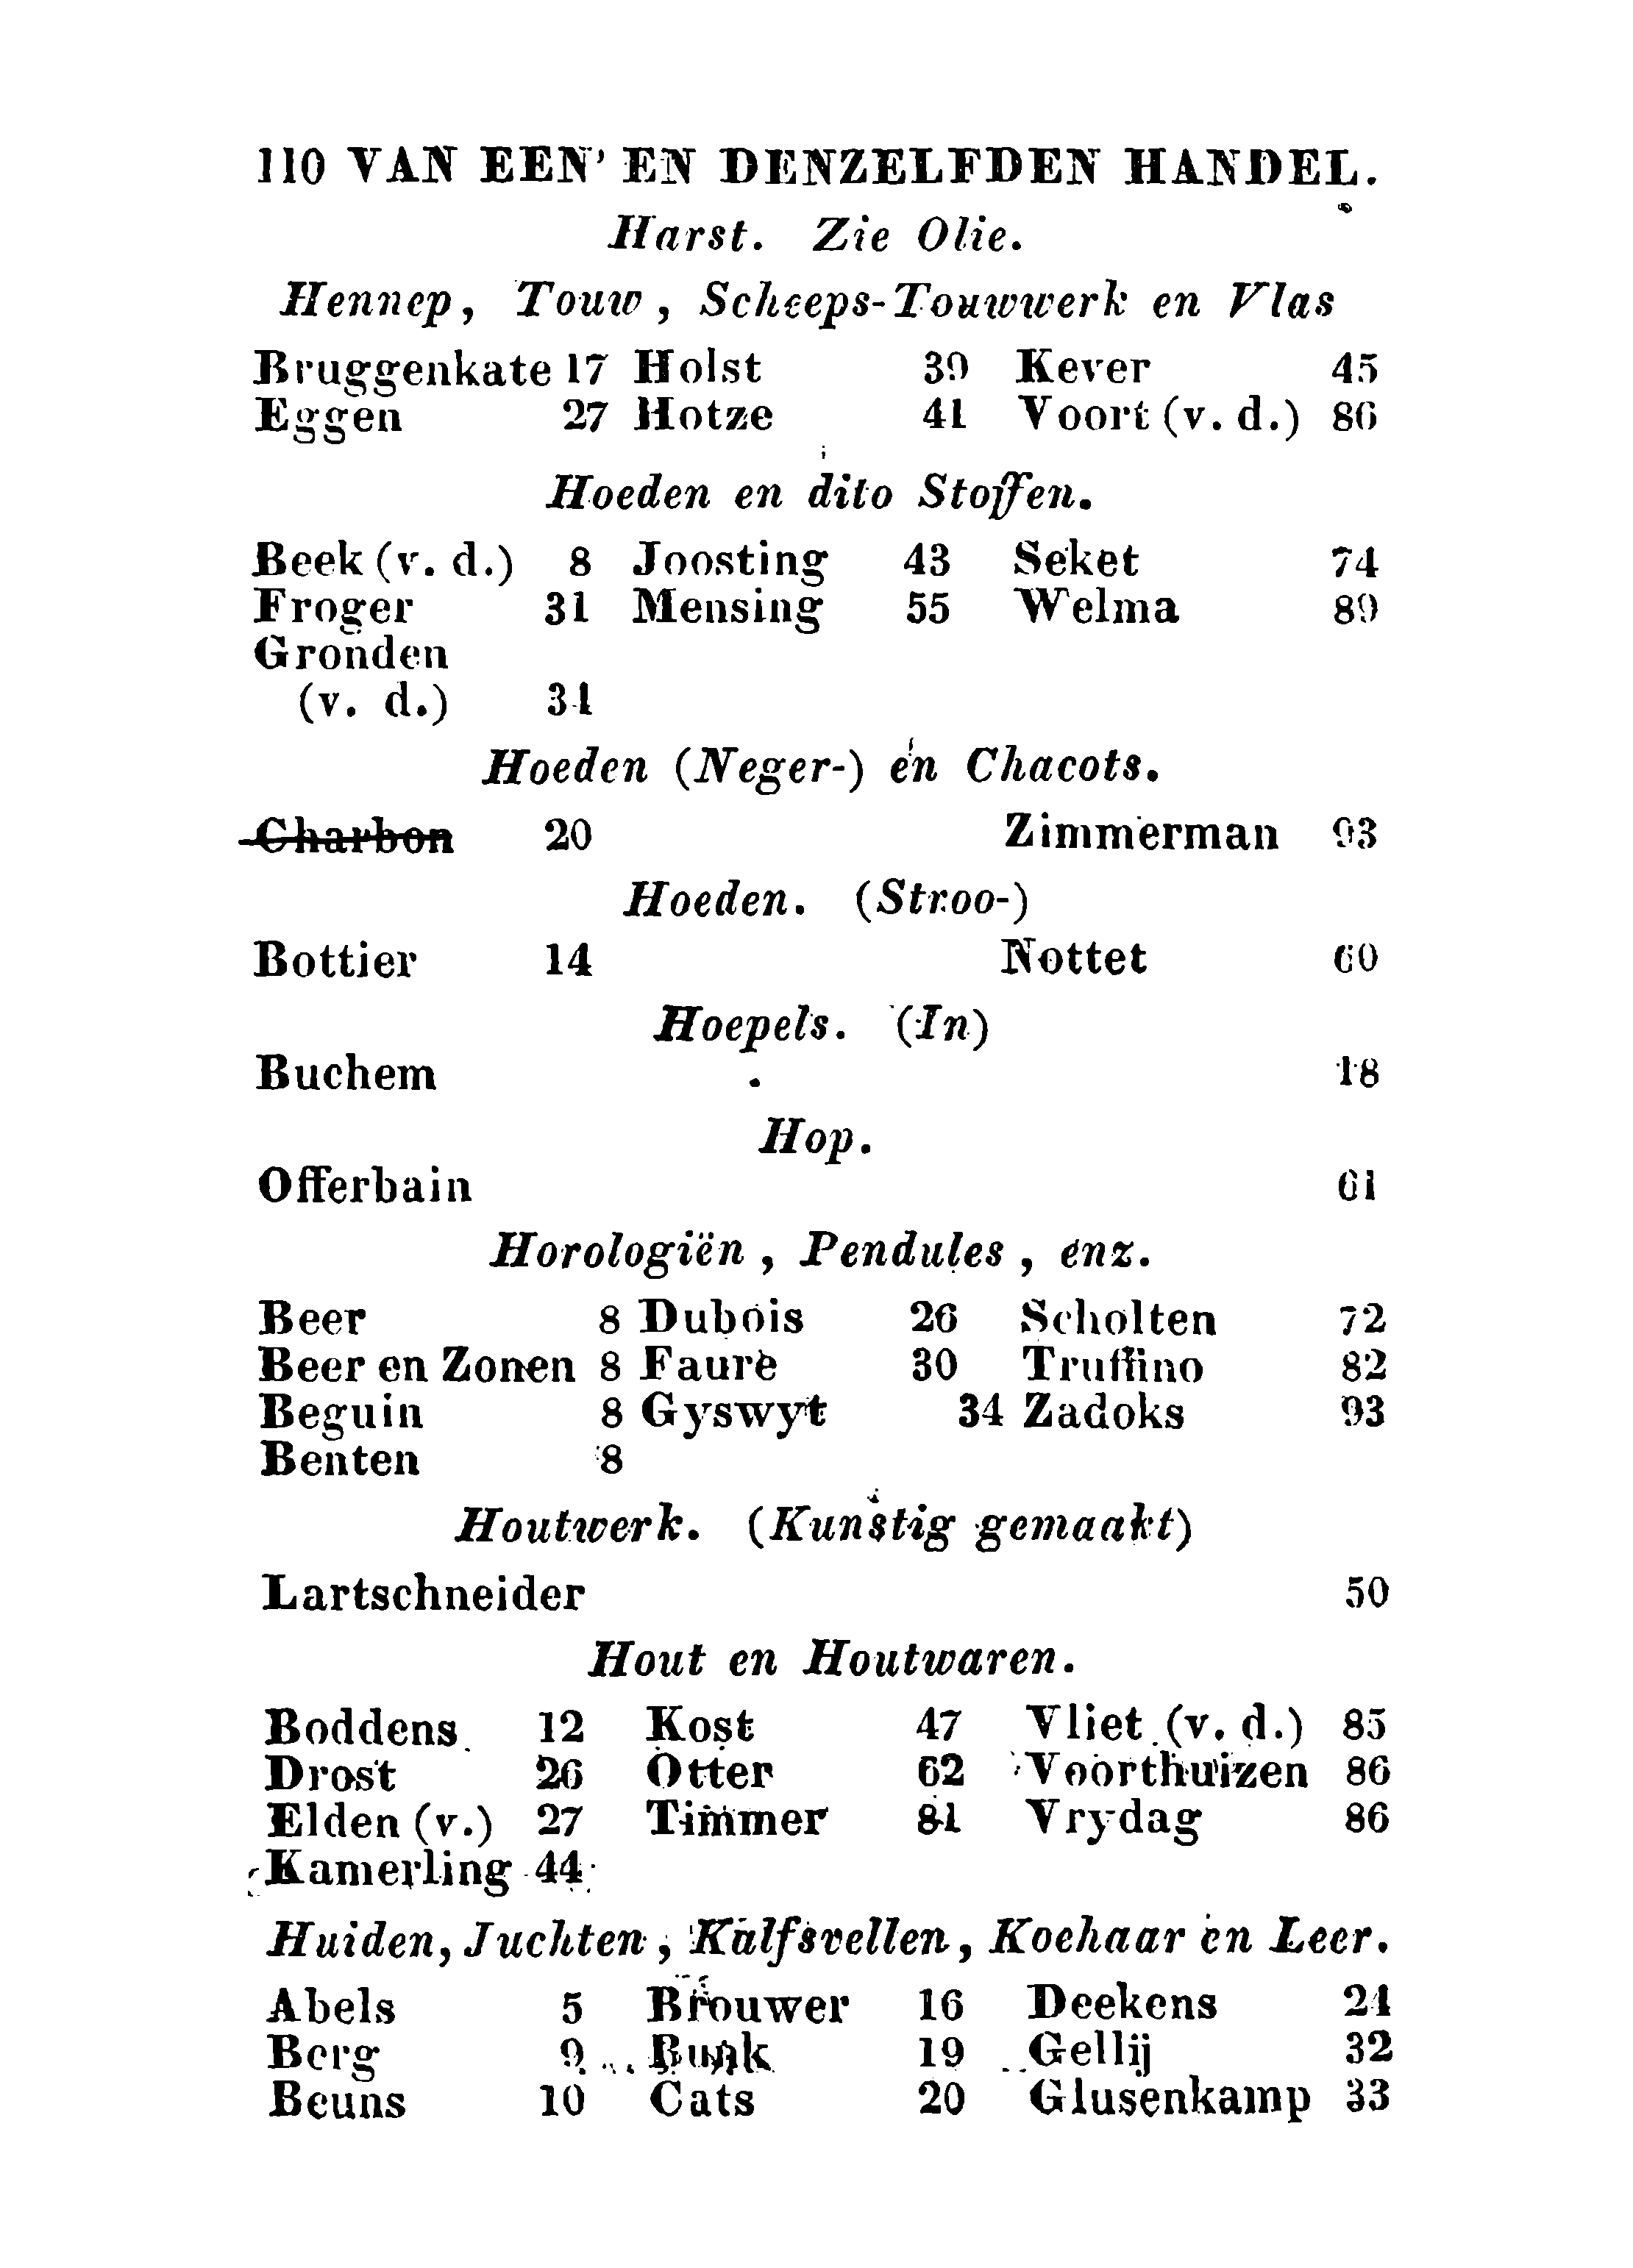 110 VAN EEN' EN DENZELFDEN HANDEL.
Harst. Zie Olie.
Hennep, Touw, Scheeps-Touwwerk en Vlas
Bruggenkate 17 Holst 39 Kever 45
Eggen 27 Hotze 41 Voort (v. d.) 86
Hoeden en dito Stoffen.
Beek (v. d.) 8 Joosting 43 Seket 74
Froger 31 Mensing 55 Welma 89
Gronden
(v. d.) 34
Hoeden (Neger-) en Chacots.
Charbon 20 Zimmerman 93
Hoeden. (Stroo-)
Bottier 14 Nottet 60
Hoepels. (In)
Buchem 18
Hop.
Offerbain 61
Horologiën, Pendules, enz.
Beer 8 Dubois 26 Scholten 72
Beer en Zonen 8 Faurè 30 Truffino 82
Beguin 8 Gyswyt 34 Zadoks 93
Benten 8
Houtwerk. (Kunstig gemaakt)
Lartschneider 50
Hout en Houtwaren.
Boddens 12 Kost 47 Vliet (v. d.) 85
Drost 26 Otter 62 Voorthuizen 86
Elden (v.) 27 Timmer 81 Vrydag 86
Kamerling 44
Huiden, Juchten, Kalfsvellen, Koehaar en Leer.
Abels 5 Brouwer 16 Deekens 24
Berg 9 Bunk 19 Gellij 32
Beuns 10 Cats 20 Glusenkamp 33